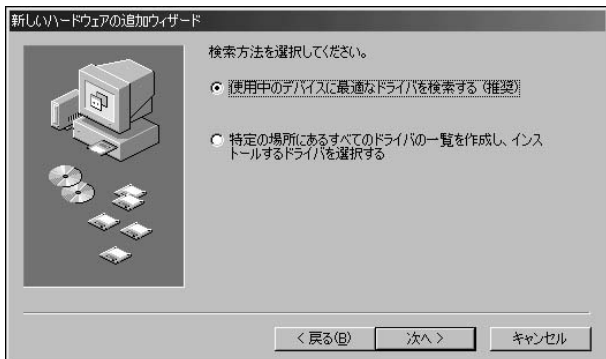 新しいハードウェアの追加ウィザード
検索方法を選択してください。
使用中のデバイスに最適なドライバを検索する (推奨)
特定の場所にあるすべてのドライバの一覧を作成し、インス
トールするドライバを選択する
< 戻る(B)
次へ >
キャンセル